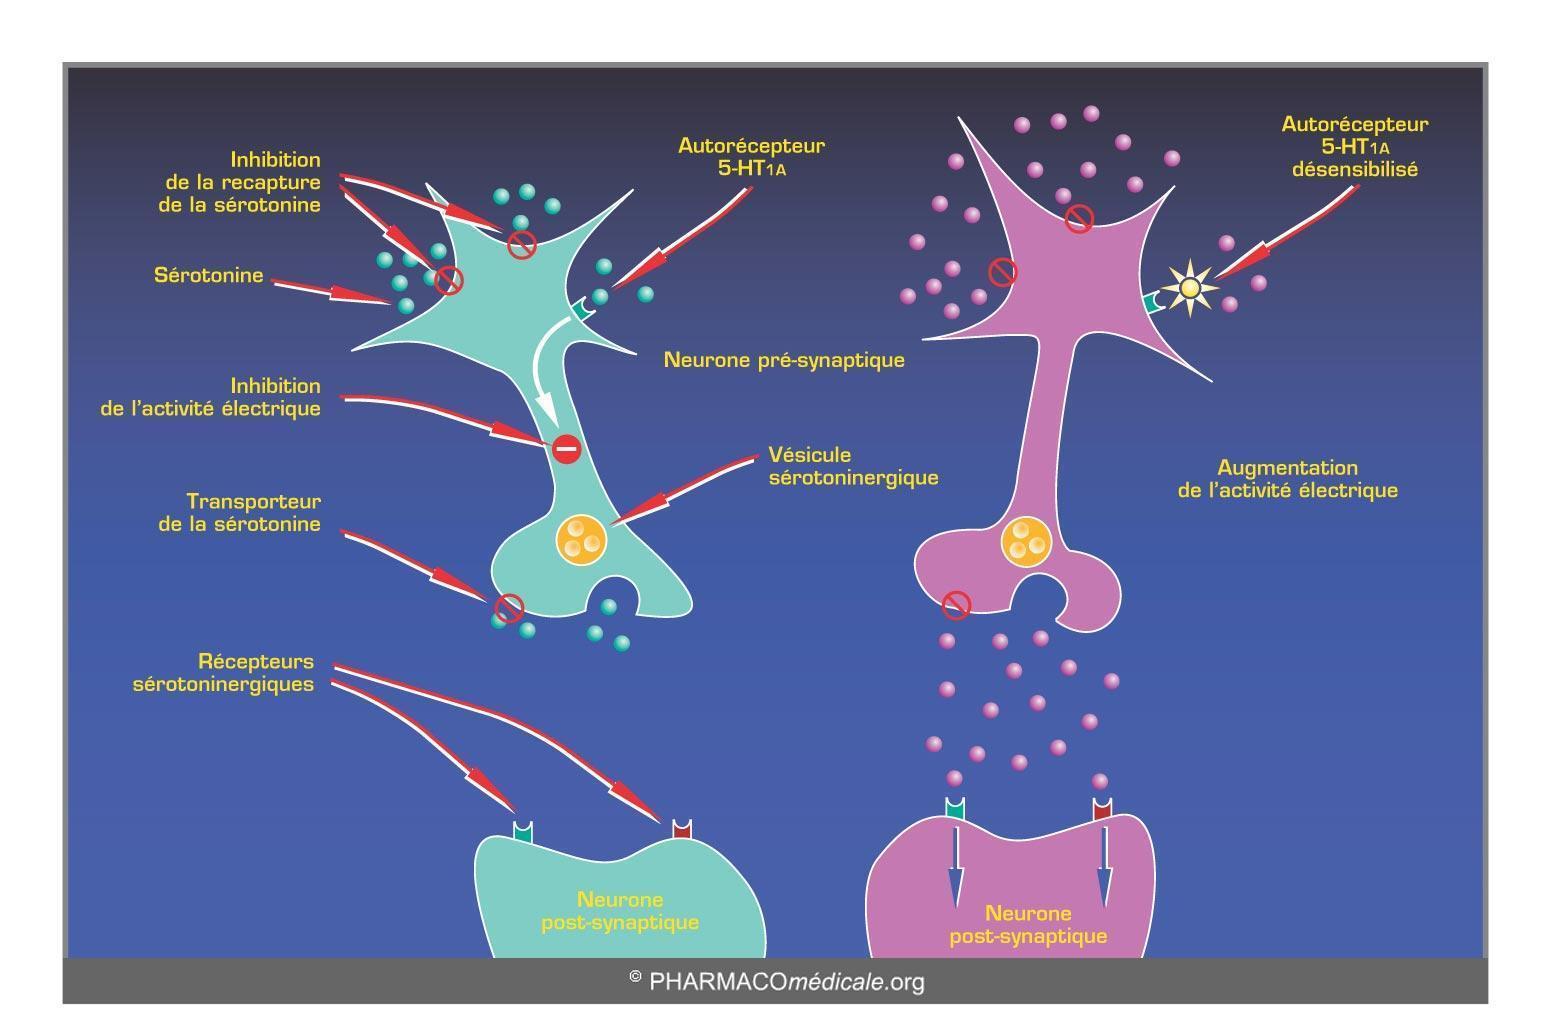 Inhibition
de la recapture
de la sérotonine
Sérotonine
Inhibition
de l'activité électrique
Transporteur
de la sérotonine
Récepteurs
sérotoninergiques
Autorécepteur
5-HT1A
Neurone pré-synaptique
Vésicule
sérotoninergique
Neurone
post-synaptique
Autorécepteur
5-HT1A
désensibilisé
Augmentation
de l'activité électrique
Neurone
post-synaptique
© PHARMACOmédicale.org